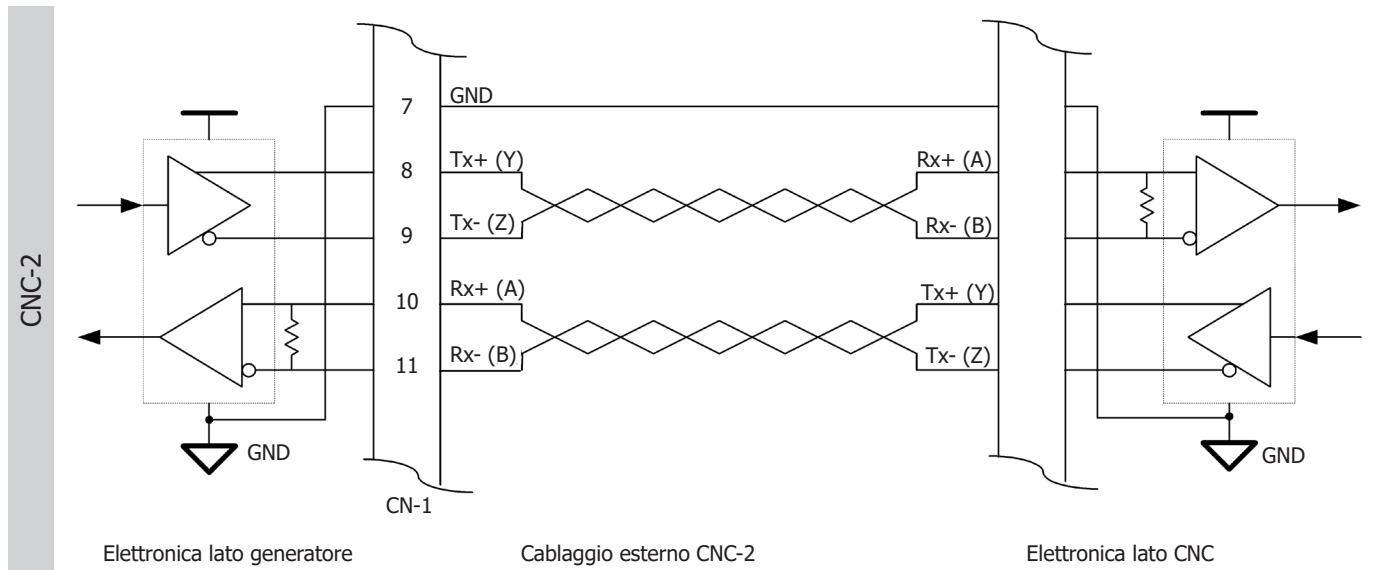 CNC-2
7 GND
8 Tx+ (Y) Rx+ (A)
9 Tx- (Z) Rx- (B)
10 Rx+ (A) Tx+ (Y)
11 Rx- (B) Tx- (Z)
GND GND
CN-1
Elettronica lato generatore Cablaggio esterno CNC-2 Elettronica lato CNC